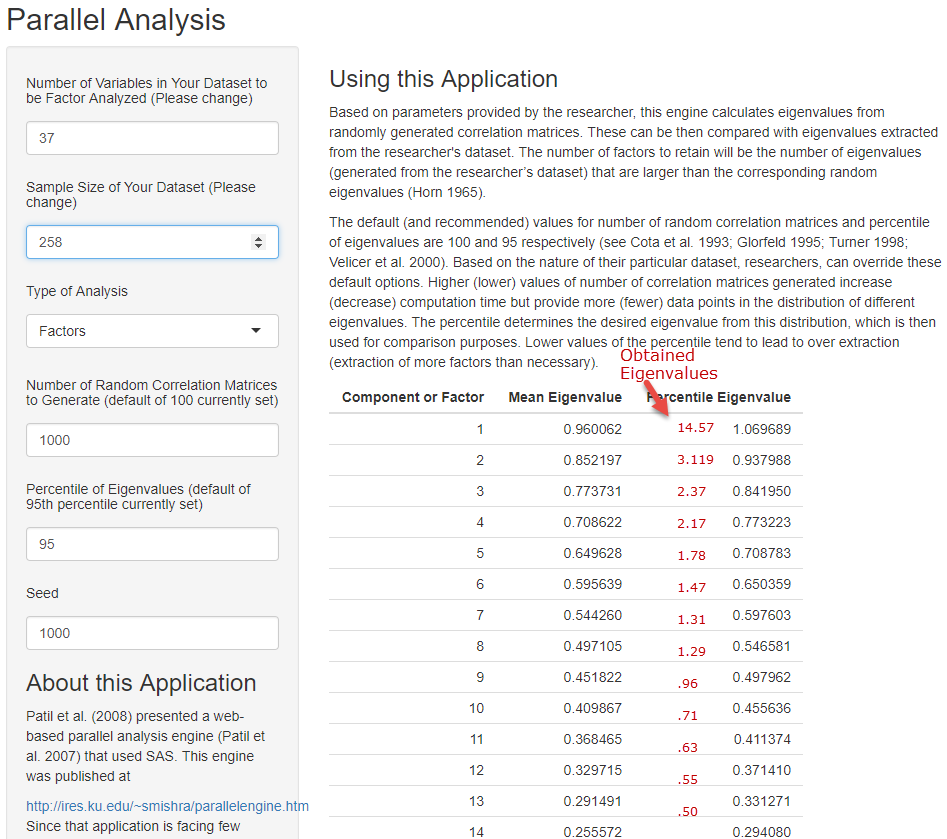 Parallel Analysis
Number of Variables in Your Dataset to
be Factor Analyzed (Please change)
37
Sample Size of Your Dataset (Please
change)
258
Type of Analysis
Factors
Number of Random Correlation Matrices
to Generate (default of 100 currently set)
1000
Percentile of Eigenvalues (default of
95th percentile currently set)
95
Seed
1000
About this Application
Patil et al. (2008) presented a web-
based parallel analysis engine (Patil et
al. 2007) that used SAS. This engine
was published at
http://ires.ku.edu/~smishra/parallelengine.htm
Since that application is facing few
Using this Application
Based on parameters provided by the researcher, this engine calculates eigenvalues from
randomly generated correlation matrices. These can be then compared with eigenvalues extracted
from the researcher's dataset. The number of factors to retain will be the number of eigenvalues
(generated from the researcher's dataset) that are larger than the corresponding random
eigenvalues (Horn 1965).
The default (and recommended) values for number of random correlation matrices and percentile
of eigenvalues are 100 and 95 respectively (see Cota et al. 1993; Glorfeld 1995; Turner 1998;
Velicer et al. 2000). Based on the nature of their particular dataset, researchers, can override these
default options. Higher (lower) values of number of correlation matrices generated increase
(decrease) computation time but provide more (fewer) data points in the distribution of different
eigenvalues. The percentile determines the desired eigenvalue from this distribution, which is then
used for comparison purposes. Lower values of the percentile tend to lead to over extraction
(extraction of more factors than necessary).
Obtained
Eigenvalues
Component or Factor Mean Eigenvalue Percentile Eigenvalue
1 0.960062 14.57 1.069689
2 0.852197 3.119 0.937988
3 0.773731 2.37 0.841950
4 0.708622 2.17 0.773223
5 0.649628 1.78 0.708783
6 0.595639 1.47 0.650359
7 0.544260 1.31 0.597603
8 0.497105 1.29 0.546581
9 0.451822 .96 0.497962
10 0.409867 .71 0.455636
11 0.368465 .63 0.411374
12 0.329715 .55 0.371410
13 0.291491 .50 0.331271
14 0.255572 0.294080